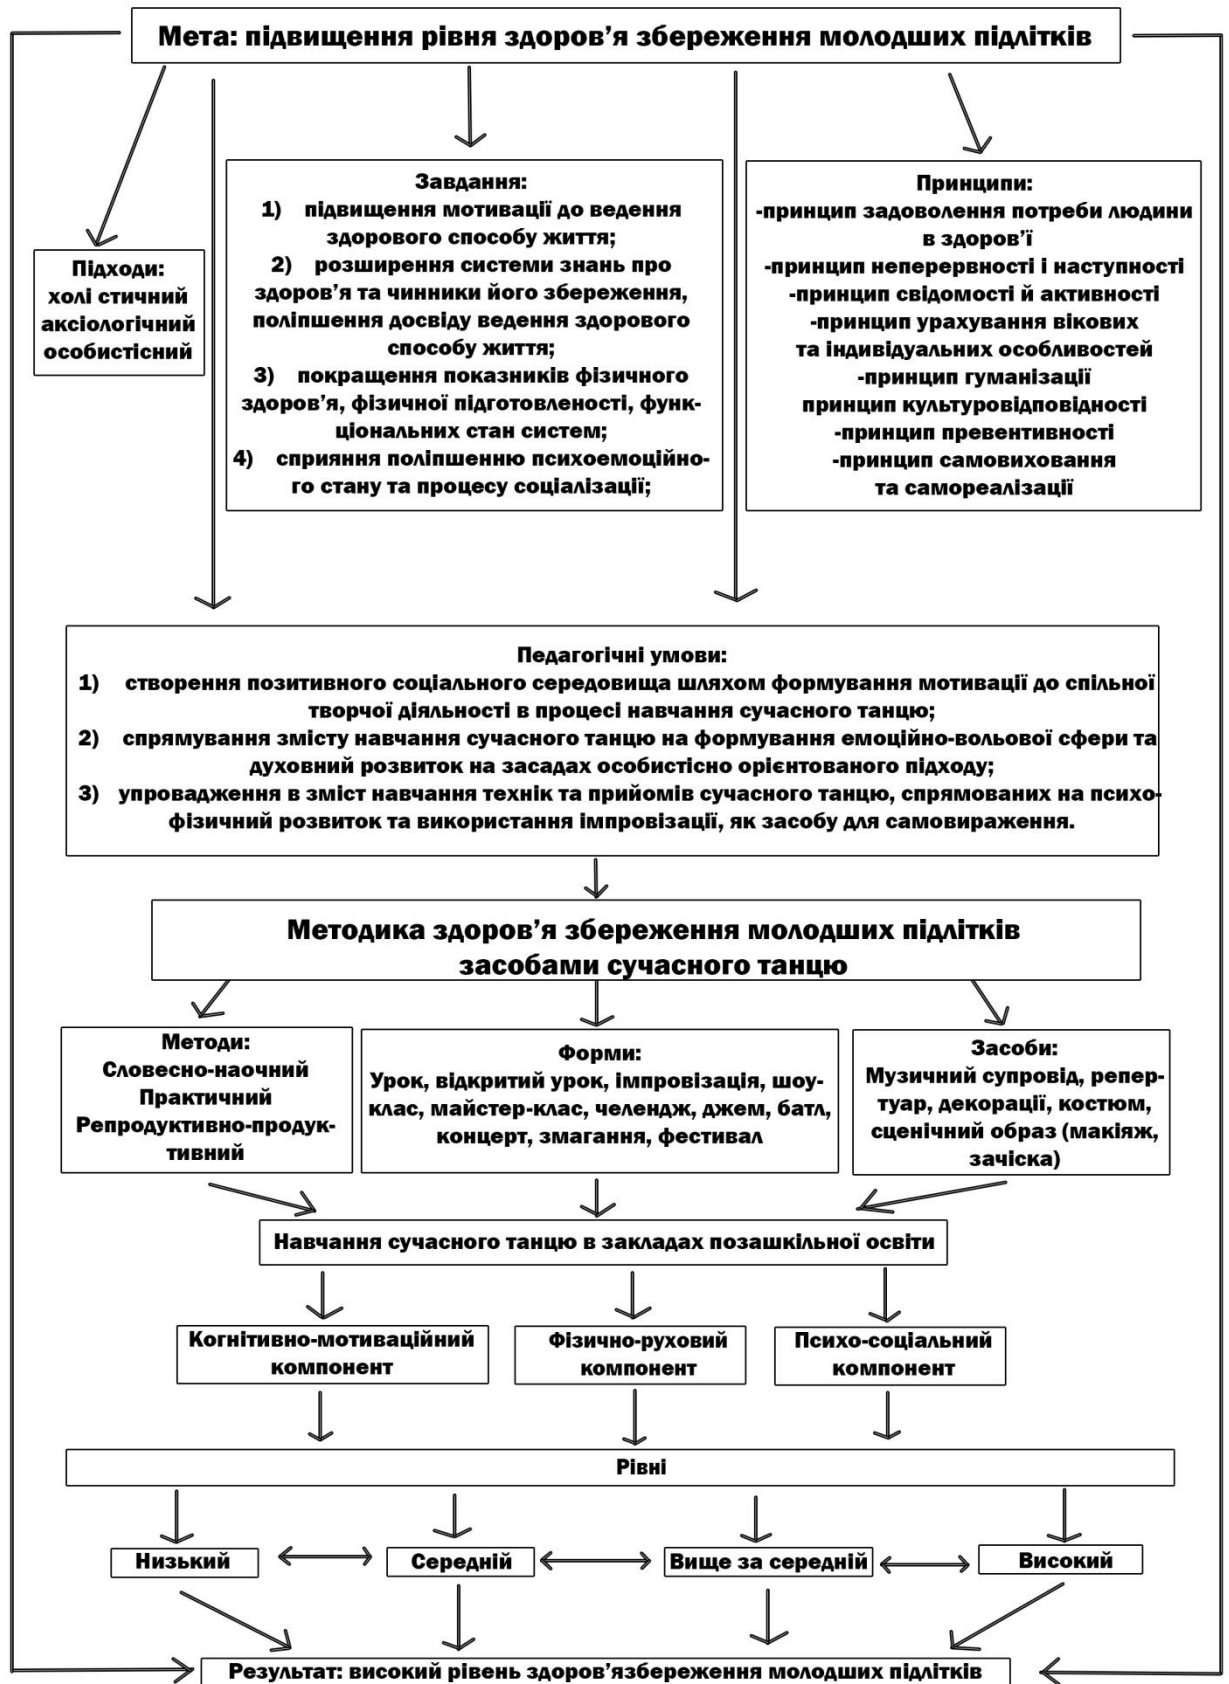 Мета: підвищення рівня здоров’я збереження молодших підлітків
Підходи:
холі стичний
аксіологічний
особистісний
Завдання:
1) підвищення мотивації до ведення
здорового способу життя;
2) розширення системи знань про
здоров’я та чинники його збереження,
поліпшення досвіду ведення здорового
способу життя;
3) покращення показників фізичного
здоров’я, фізичної підготовленості, функ-
ціональних стан систем;
4) сприяння поліпшенню психоемоційно-
го стану та процесу соціалізації;
Принципи:
-принцип задоволення потреби людини
в здоров’ї
-принцип неперервності і наступності
-принцип свідомості й активності
-принцип урахування вікових
та індивідуальних особливостей
-принцип гуманізації
принцип культуровідповідності
-принцип превентивності
-принцип самовиховання
та самореалізації
Педагогічні умови:
1) створення позитивного соціального середовища шляхом формування мотивації до спільної
творчої діяльності в процесі навчання сучасного танцю;
2) спрямування змісту навчання сучасного танцю на формування емоційно-вольової сфери та
духовний розвиток на засадах особистісно орієнтованого підходу;
3) упровадження в зміст навчання технік та прийомів сучасного танцю, спрямованих на психо-
фізичний розвиток та використання імпровізації, як засобу для самовираження.
Методика здоров’я збереження молодших підлітків
засобами сучасного танцю
Методи:
Словесно-наочний
Практичний
Репродуктивно-продук-
тивний
Форми:
Урок, відкритий урок, імпровізація, шоу-
клас, майстер-клас, челендж, джем, батл,
концерт, змагання, фестивал
Засоби:
Музичний супровід, репер-
туар, декорації, костюм,
сценічний образ (макіяж,
зачіска)
Навчання сучасного танцю в закладах позашкільної освіти
Когнітивно-мотиваційний
компонент
Фізично-руховий
компонент
Психо-соціальний
компонент
Рівні
Низький
Середній
Вище за середній
Високий
Результат: високий рівень здоров’язбереження молодших підлітків